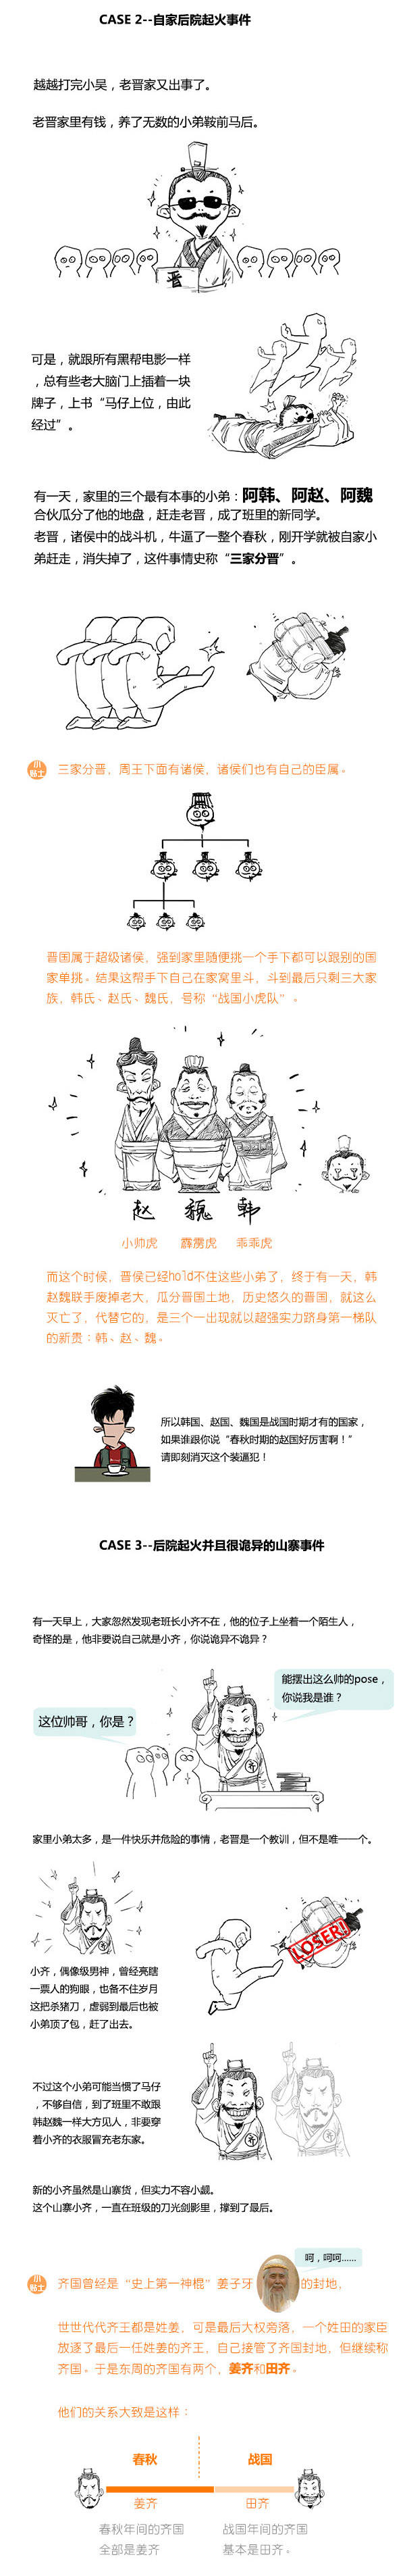 CASE 2--自家后院起火事件
越越打完小吴，老晋家又出事了。
老晋家里有钱，养了无数的小弟鞍前马后。
晋
可是，就跟所有黑帮电影一样
，总有些老大脑门上插着一块
牌子，上书“马仔上位，由此
经过”。
有一天，家里的三个最有本事的小弟：阿韩、阿赵、阿魏
合伙瓜分了他的地盘，赶走老晋，成了班里的新同学。
老晋，诸侯中的战斗机，牛逼了一整个春秋，刚开学就被自家小
弟赶走，消失掉了，这件事情史称“三家分晋”。
小贴士
三家分晋，周王下面有诸侯，诸侯们也有自己的臣属。
晋国属于超级诸侯，强到家里随便挑一个手下都可以跟别的国
家单挑。结果这帮手下自己在家窝里斗，斗到最后只剩三大家
族，韩氏、赵氏、魏氏，号称“战国小虎队”。
赵 魏 韩
小帅虎 霹雳虎 乖乖虎
而这个时候，晋侯已经hold不住这些小弟了，终于有一天，韩
赵魏联手废掉老大，瓜分晋国土地，历史悠久的晋国，就这么
灭亡了，代替它的，是三个一出现就以超强实力跻身第一梯队
的新贵：韩、赵、魏。
所以韩国、赵国、魏国是战国时期才有的国家，
如果谁跟你说“春秋时期的赵国好厉害啊！”
请即刻消灭这个装逼犯！
CASE 3--后院起火并且很诡异的山寨事件
有一天早上，大家忽然发现老班长小齐不在，他的位子上坐着一个陌生人，
奇怪的是，他非要说自己就是小齐，你说诡异不诡异？
能摆出这么帅的pose，
你说我是谁？
这位帅哥，你是？
齐
家里小弟太多，是一件快乐并危险的事情，老晋是一个教训，但不是唯一一个。
LOSER!
小齐，偶像级男神，曾经亮瞎
一票人的狗眼，也备不住岁月
这把杀猪刀，虚弱到最后也被
小弟顶了包，赶了出去。
不过这个小弟可能当惯了马仔
，不够自信，到了班里不敢跟
韩赵魏一样大方见人，非要穿
着小齐的衣服冒充老东家。
齐
新的小齐虽然是山寨货，但实力不容小觑。
这个山寨小齐，一直在班级的刀光剑影里，撑到了最后。
呵，呵呵……
小贴士
齐国曾经是“史上第一神棍”姜子牙的封地，
世世代代齐王都是姓姜，可是最后大权旁落，一个姓田的家臣
放逐了最后一任姓姜的齐王，自己接管了齐国封地，但继续称
齐国。于是东周的齐国有两个，姜齐和田齐。
他们的关系大致是这样：
春秋 战国
姜齐 田齐
春秋年间的齐国 战国年间的齐国
全部是姜齐 基本是田齐。